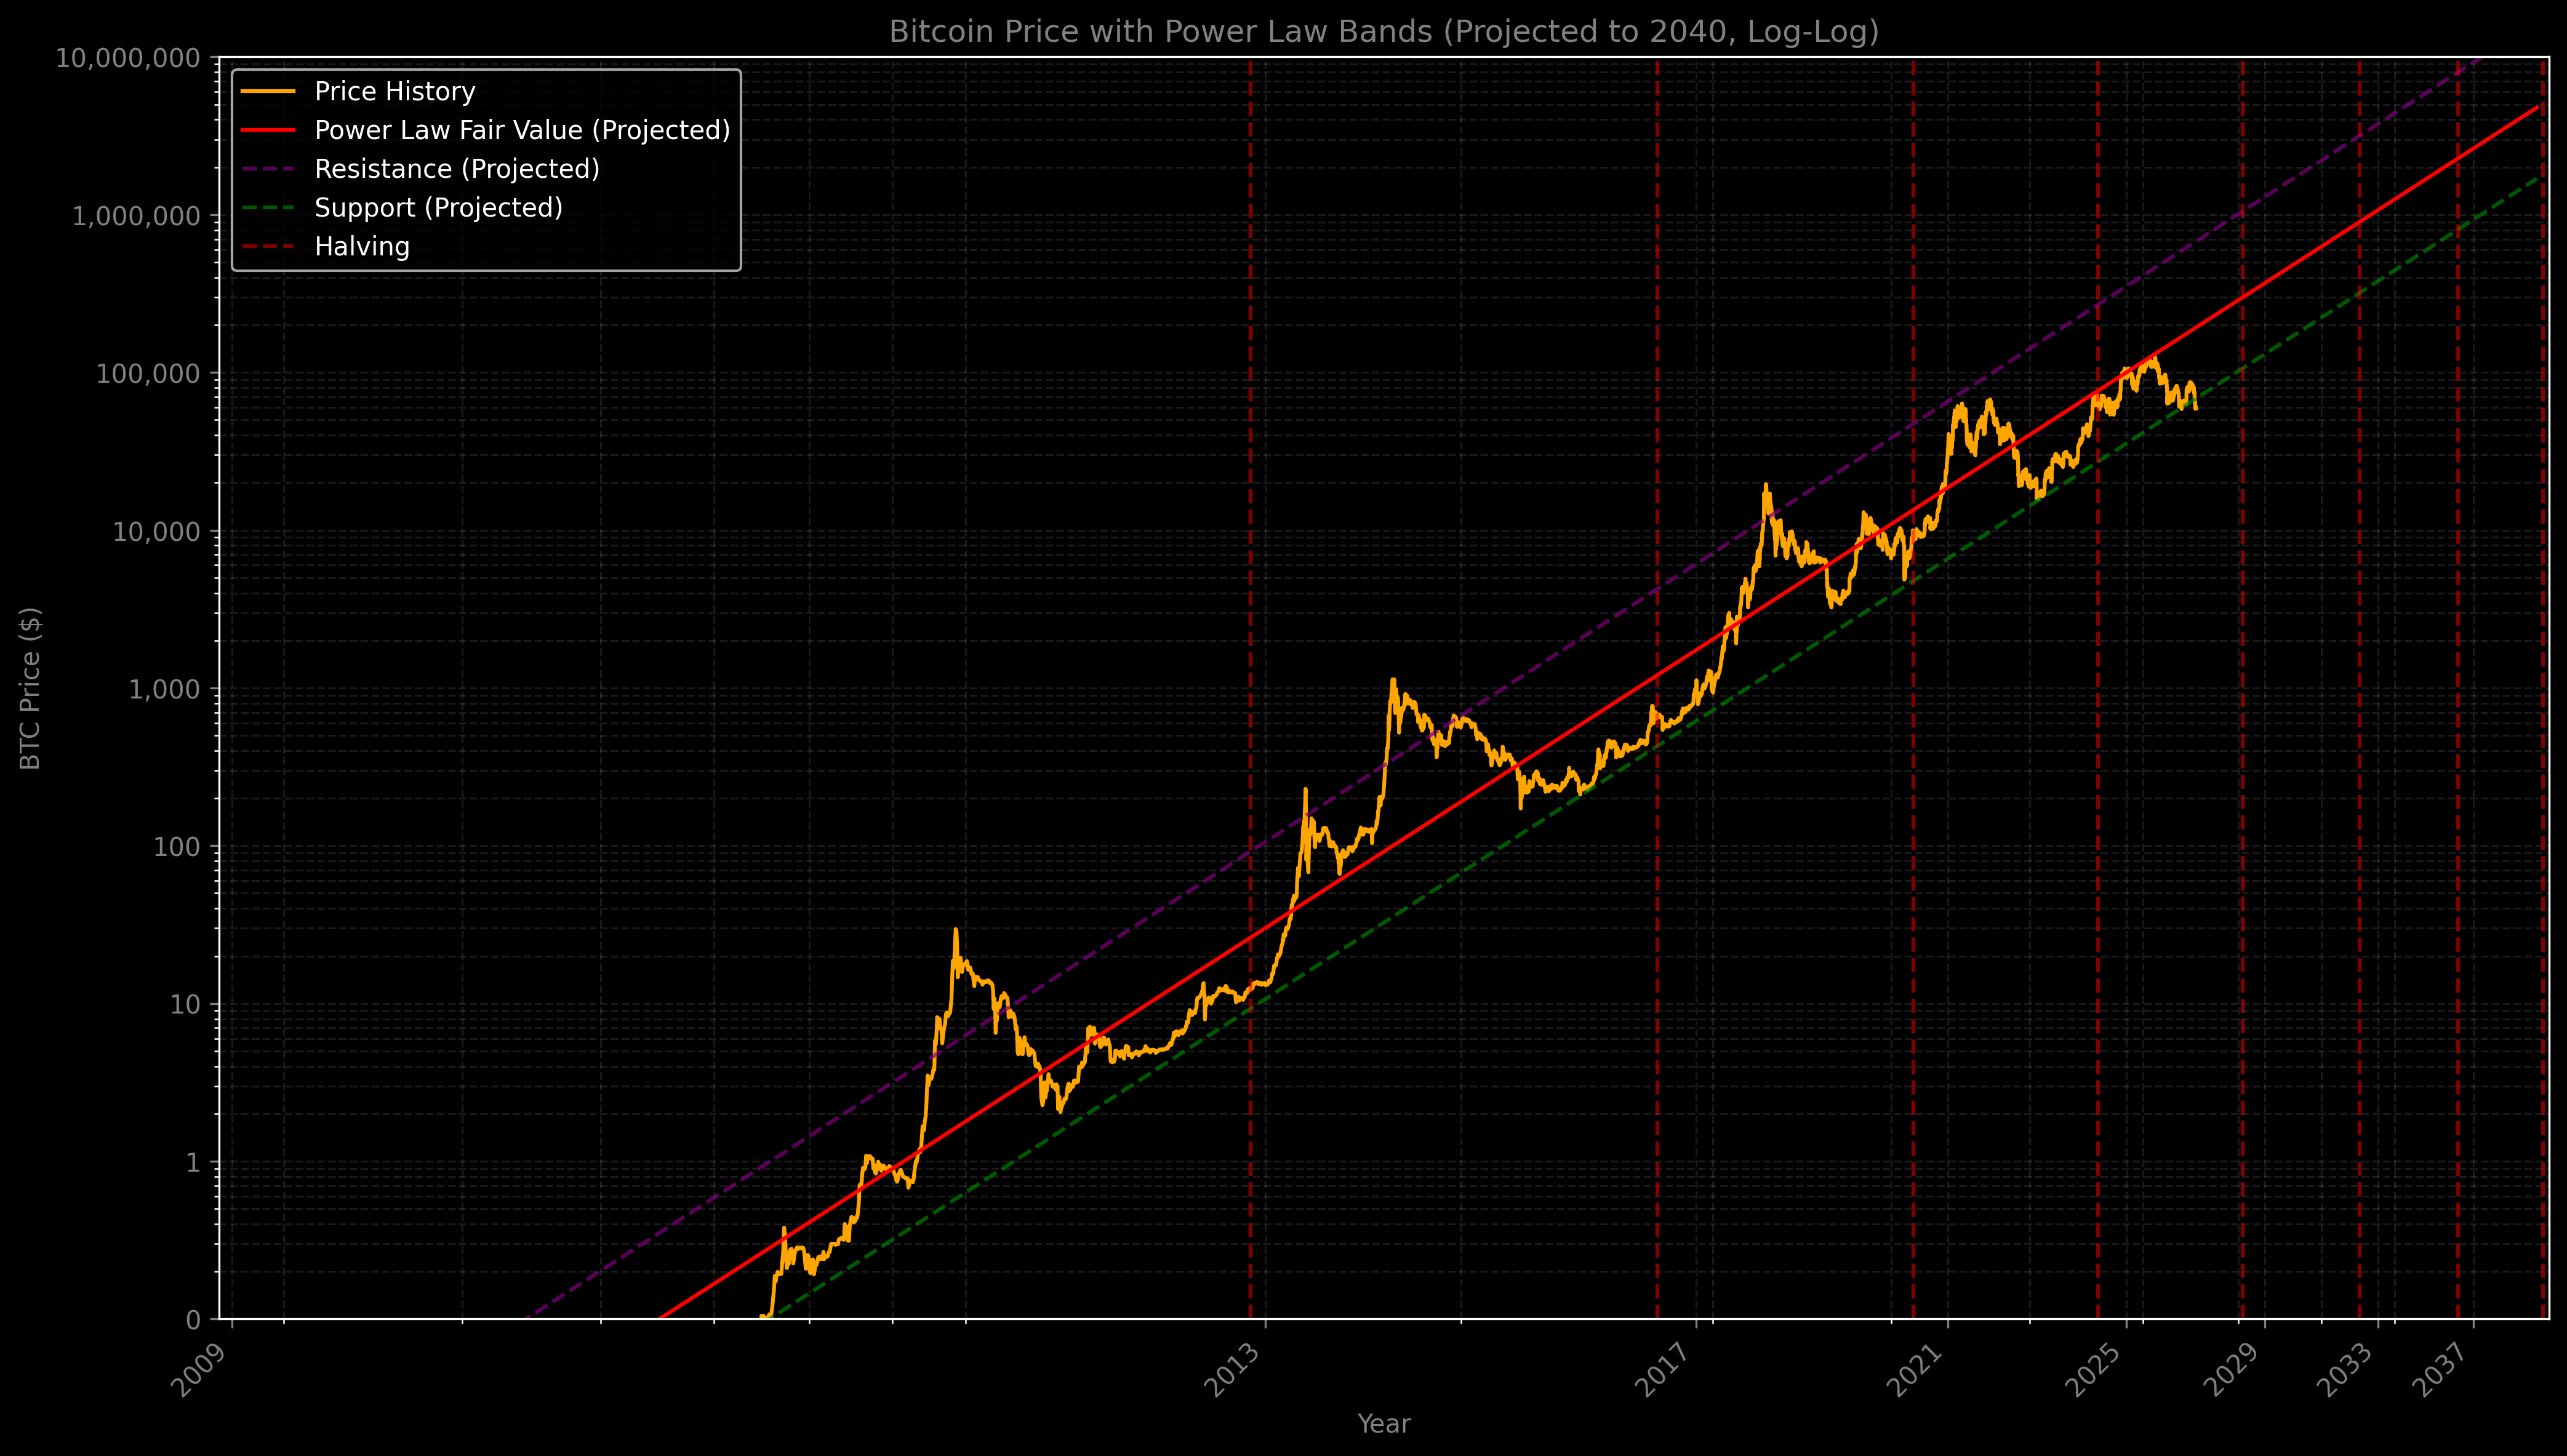 Bitcoin Price with Power Law Bands (Projected to 2040, Log-Log)
Price History
Power Law Fair Value (Projected)
Resistance (Projected)
Support (Projected)
Halving
10,000,000
1,000,000
100,000
10,000
1,000
100
10
1
0
BTC Price ($)
2009
2013
2017
2021
2025
2029
2033
2037
Year